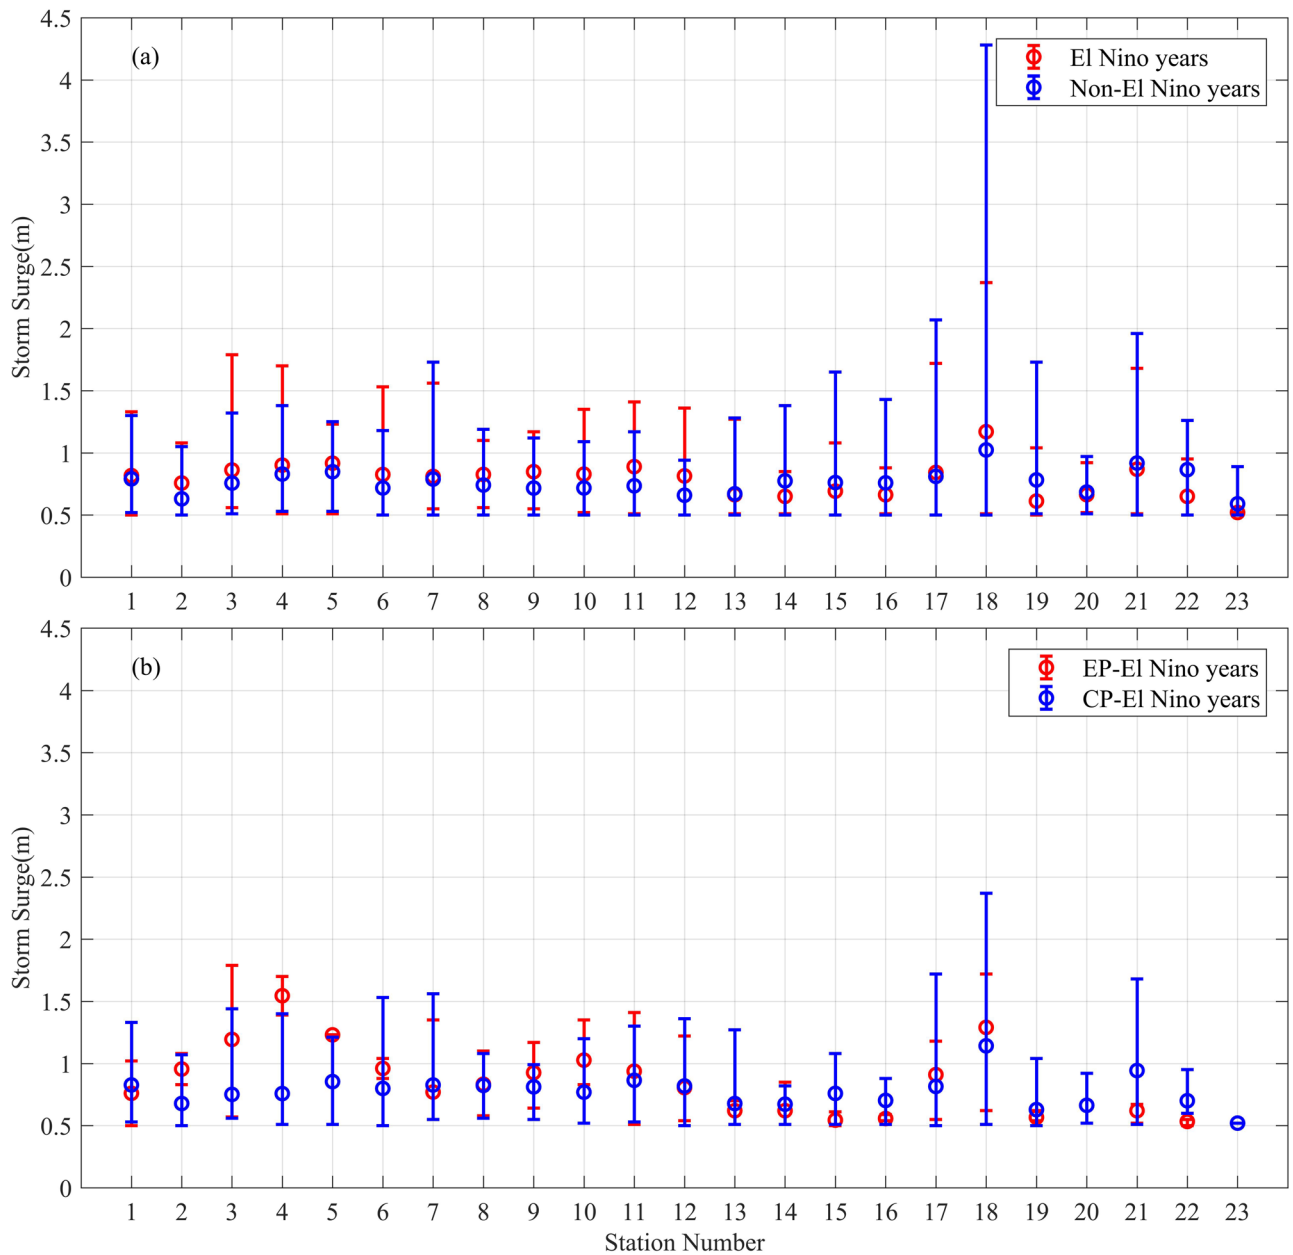 4.5
(a)
El Nino years
Non-El Nino years
4
3.5
3
2.5
2
1.5
1
0.5
0
Storm Surge(m)
1 2 3 4 5 6 7 8 9 10 11 12 13 14 15 16 17 18 19 20 21 22 23
4.5
(b)
EP-El Nino years
CP-El Nino years
4
3.5
3
2.5
2
1.5
1
0.5
0
Storm Surge(m)
1 2 3 4 5 6 7 8 9 10 11 12 13 14 15 16 17 18 19 20 21 22 23
Station Number